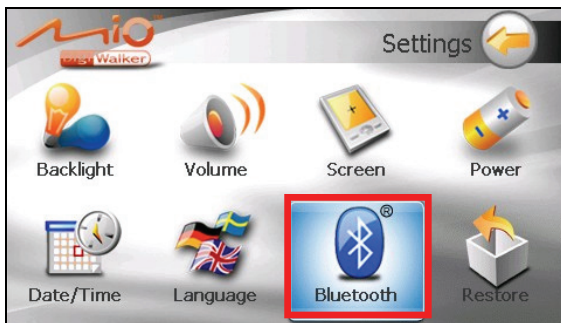 Mio
DigiWalker
Settings
Backlight
Volume
Screen
Power
Date/Time
Language
Bluetooth
®
Restore